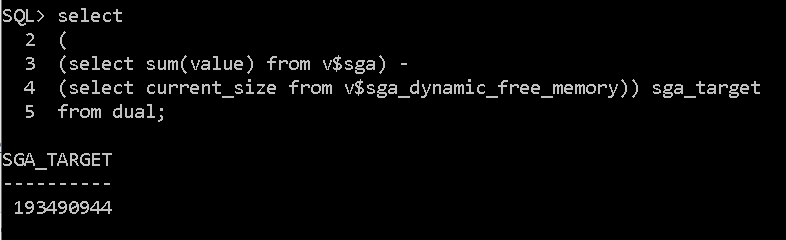 SQL> select
2 (
3 (select sum(value) from v$sga) -
4 (select current_size from v$sga_dynamic_free_memory)) sga_target
5 from dual;
SGA_TARGET
----------
193490944